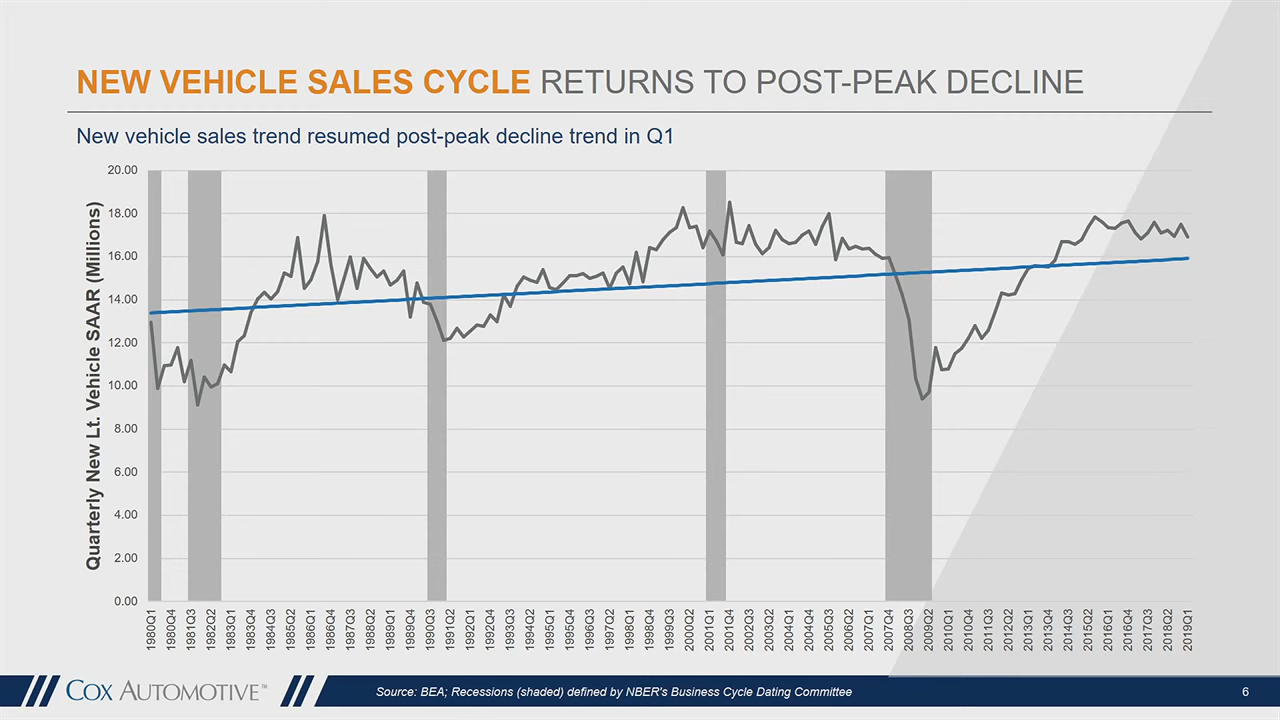 NEW VEHICLE SALES CYCLE RETURNS TO POST-PEAK DECLINE
New vehicle sales trend resumed post-peak decline trend in Q1
Quarterly New Lt. Vehicle SAAR (Millions)
20.00
18.00
16.00
14.00
12.00
10.00
8.00
6.00
4.00
2.00
0.00
1980Q1
1980Q4
1981Q3
1982Q2
1983Q1
1983Q4
1984Q3
1985Q2
1986Q1
1986Q4
1987Q3
1988Q2
1989Q1
1989Q4
1990Q3
1991Q2
1992Q1
1992Q4
1993Q3
1994Q2
1995Q1
1995Q4
1996Q3
1997Q2
1998Q1
1998Q4
1999Q3
2000Q2
2001Q1
2001Q4
2002Q3
2003Q2
2004Q1
2004Q4
2005Q3
2006Q2
2007Q1
2007Q4
2008Q3
2009Q2
2010Q1
2010Q4
2011Q3
2012Q2
2013Q1
2013Q4
2014Q3
2015Q2
2016Q1
2016Q4
2017Q3
2018Q2
2019Q1
COX AUTOMOTIVE™
Source: BEA; Recessions (shaded) defined by NBER's Business Cycle Dating Committee
6